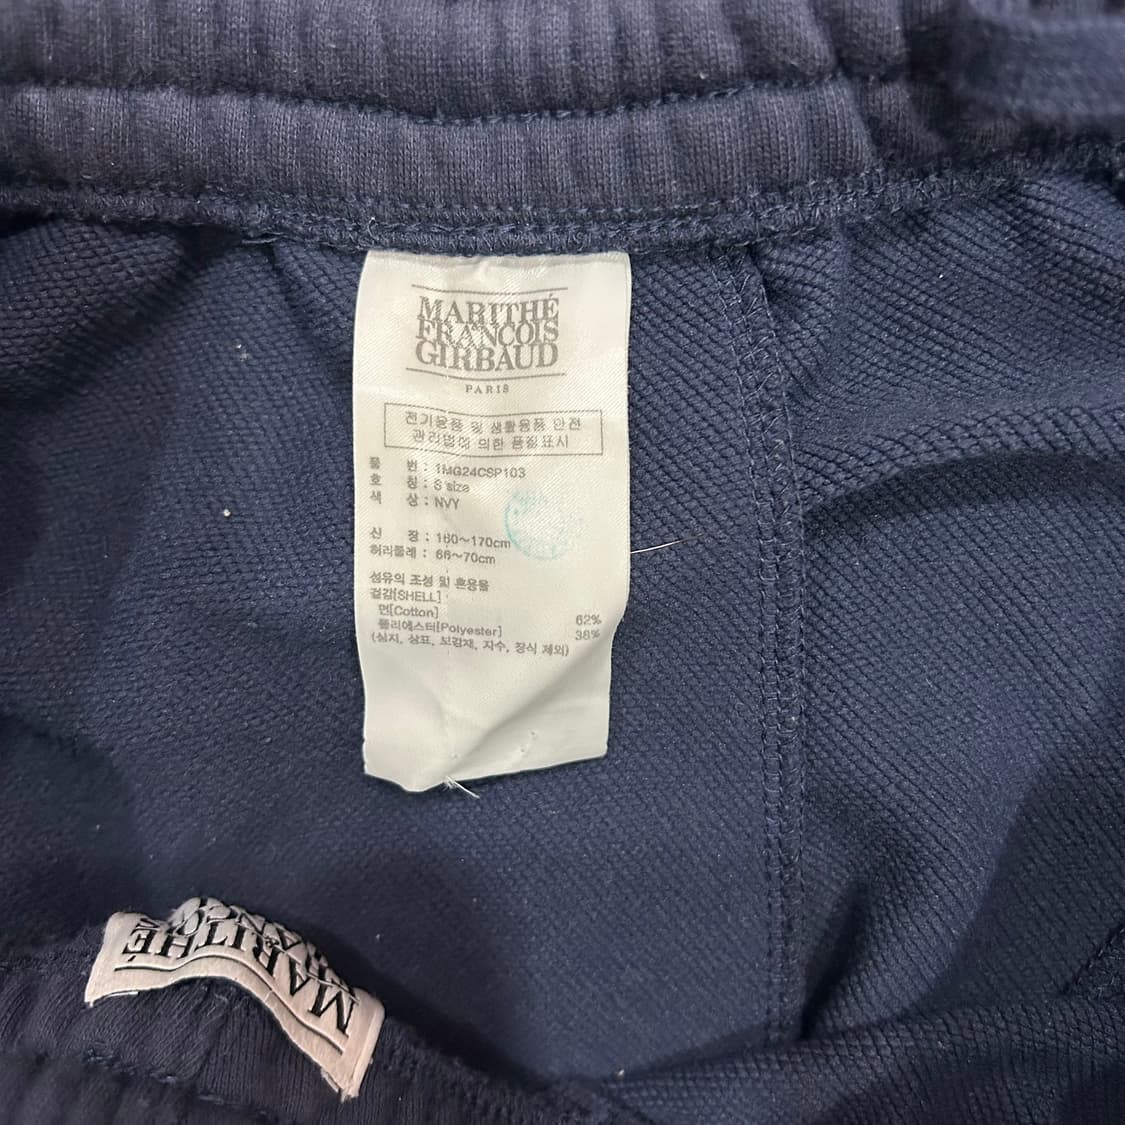 MARITHÉ
FRANCOIS
GIRBAUD
PARIS
전기용품 및 생활용품 안전
관리법에 의한 품질표시
품 번 : 1MG24CSP103
호 칭 : S size
색 상 : NVY
신 장 : 160~170cm
허리둘레 : 66~70cm
섬유의 조성 및 혼용율
겉감[SHELL]
면[Cotton] 62%
폴리에스터[Polyester] 38%
(심지, 상표, 보강재, 자수, 장식 제외)
MARITHÉ